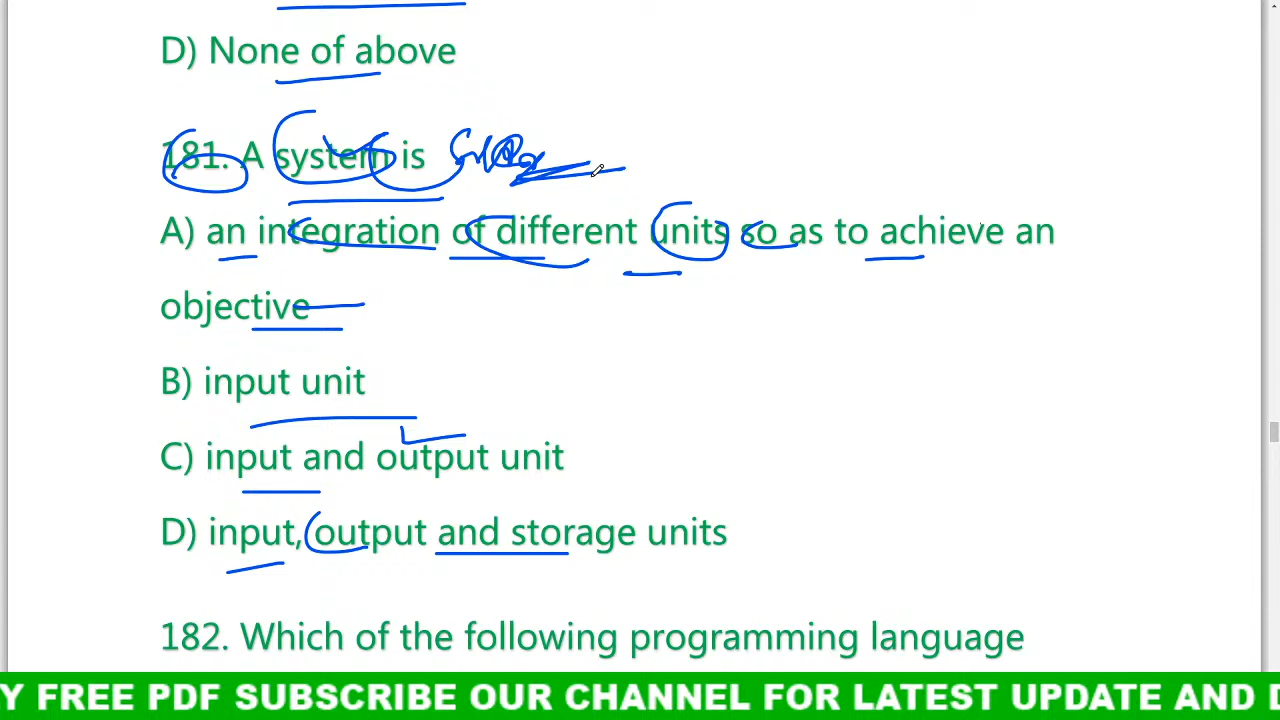 D) None of above
181. A system is
A) an integration of different units so as to achieve an
objective
B) input unit
C) input and output unit
D) input, output and storage units
182. Which of the following programming language
Y FREE PDF SUBSCRIBE OUR CHANNEL FOR LATEST UPDATE AND D